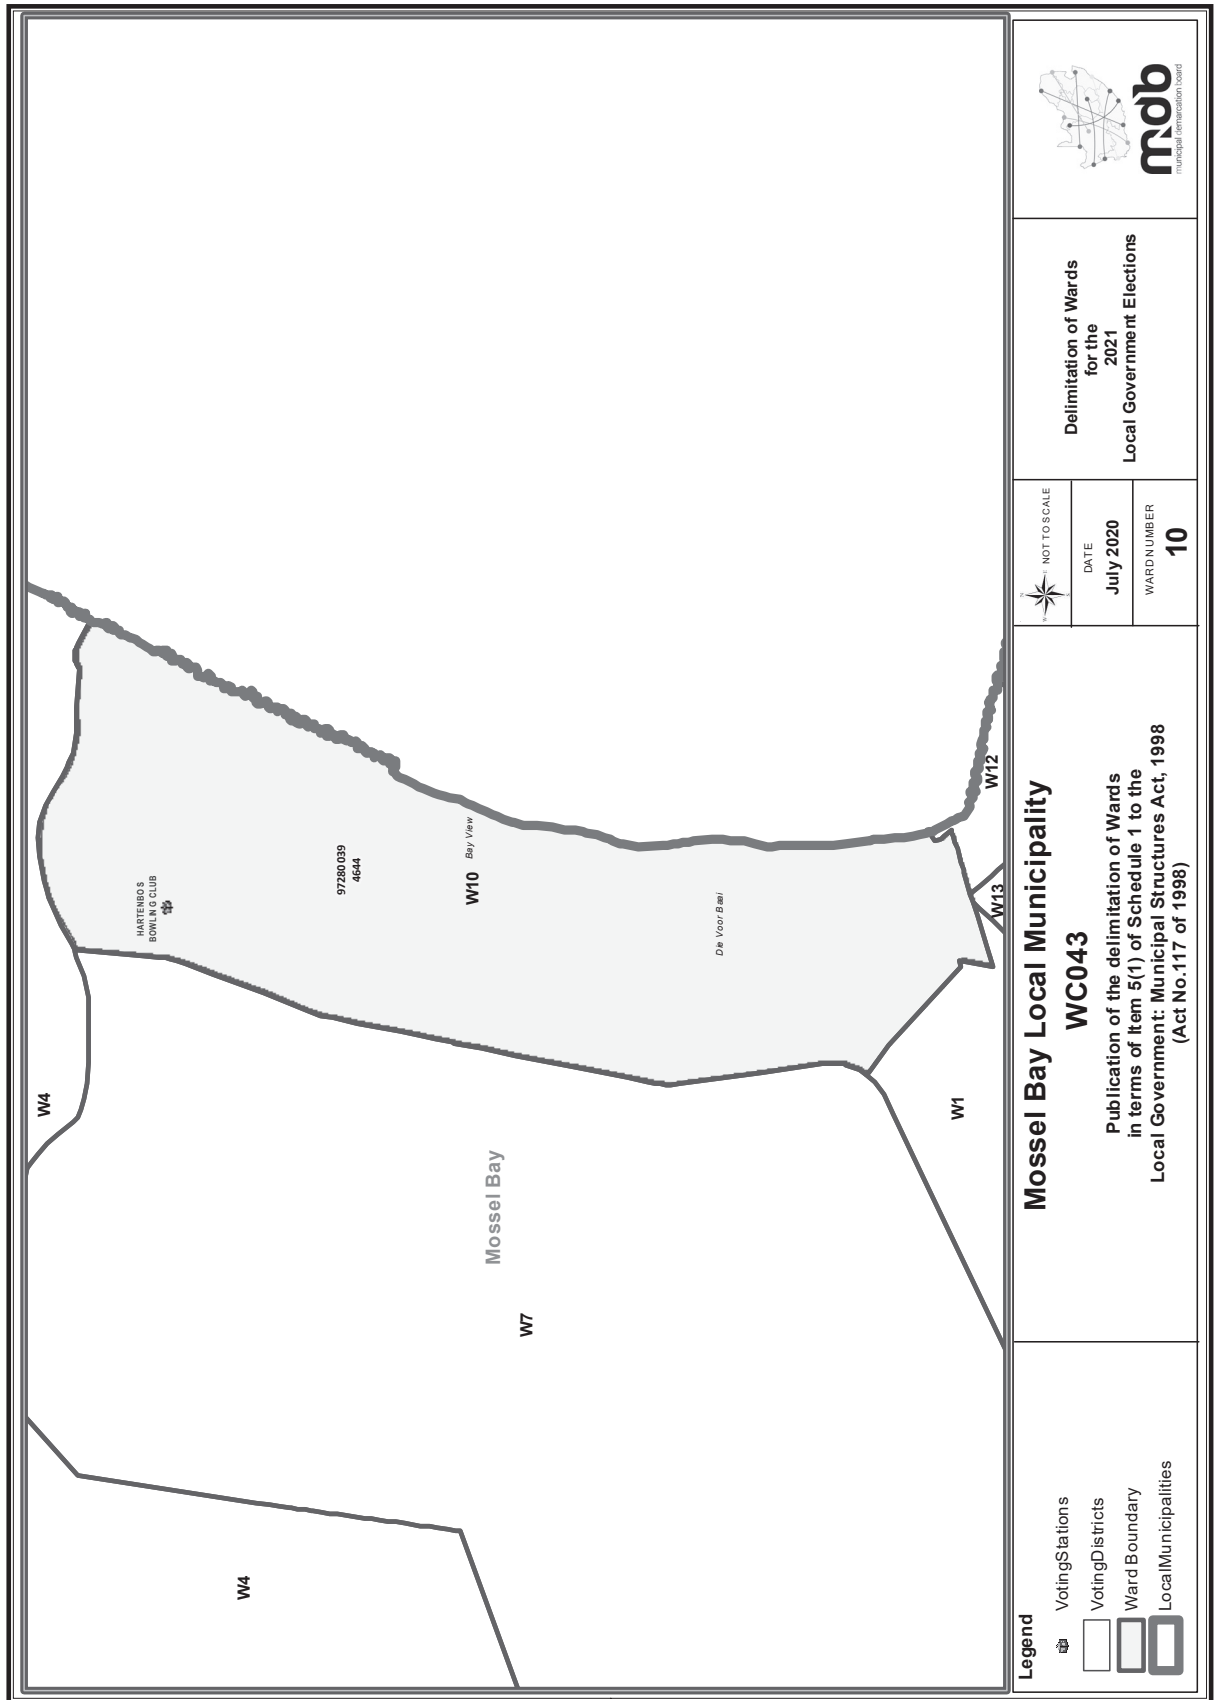 W4
HARTENBOS
BOWLING CLUB
97280039
4644
W10
Bay View
Die Voor Baai
Mossel Bay
W7
W4
W1
W13
W12
Legend
VotingStations
VotingDistricts
Ward Boundary
LocalMunicipalities
Mossel Bay Local Municipality
WC043
Publication of the delimitation of Wards
in terms of Item 5(1) of Schedule 1 to the
Local Government: Municipal Structures Act, 1998
(Act No.117 of 1998)
N
W
E
S
NOT TO SCALE
DATE
July 2020
WARD NUMBER
10
Delimitation of Wards
for the
2021
Local Government Elections
mdb
municipal demarcation board